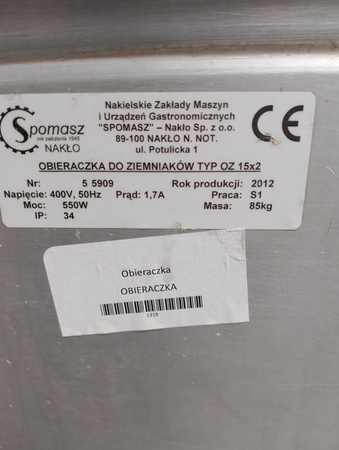 Spomasz
rok założenia 1945
NAKŁO
Nakielskie Zakłady Maszyn
i Urządzeń Gastronomicznych
"SPOMASZ" – Nakło Sp. z o.o.
89-100 NAKŁO N. NOT.
ul. Potulicka 1
CE
OBIERACZKA DO ZIEMNIAKÓW TYP OZ 15x2
Nr: 5 5909 Rok produkcji: 2012
Napięcie: 400V, 50Hz Prąd: 1,7A Praca: S1
Moc: 550W Masa: 85kg
IP: 34
Obieraczka
OBIERACZKA
1319